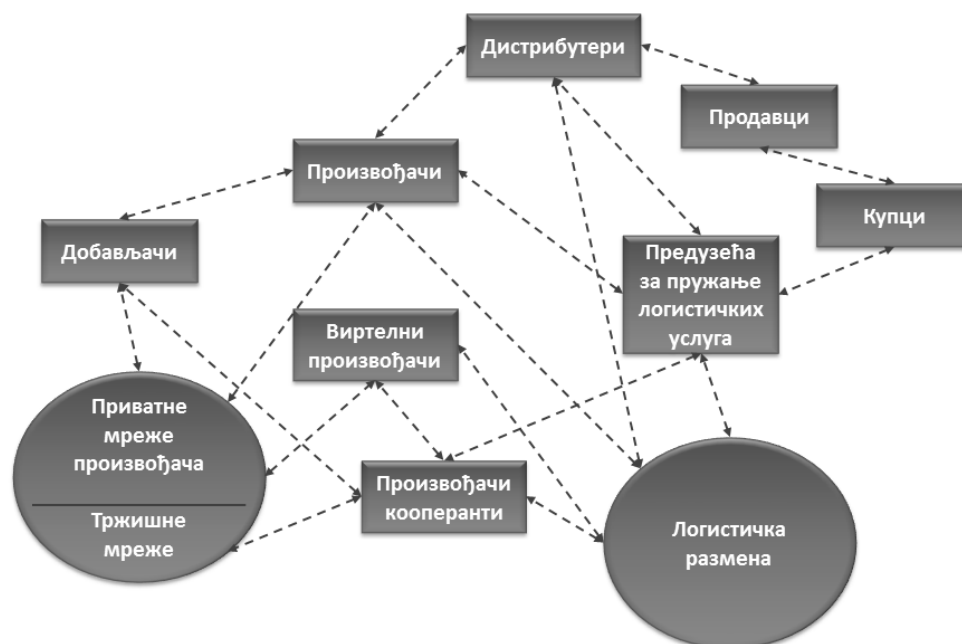 Дистрибутери
Продавци
Произвођачи
Купци
Добављачи
Предузећа
за пружање
логистичких
услуга
Виртелни
произвођачи
Приватне
мреже
произвођача
Тржишне
мреже
Произвођачи
кооперанти
Логистичка
размена